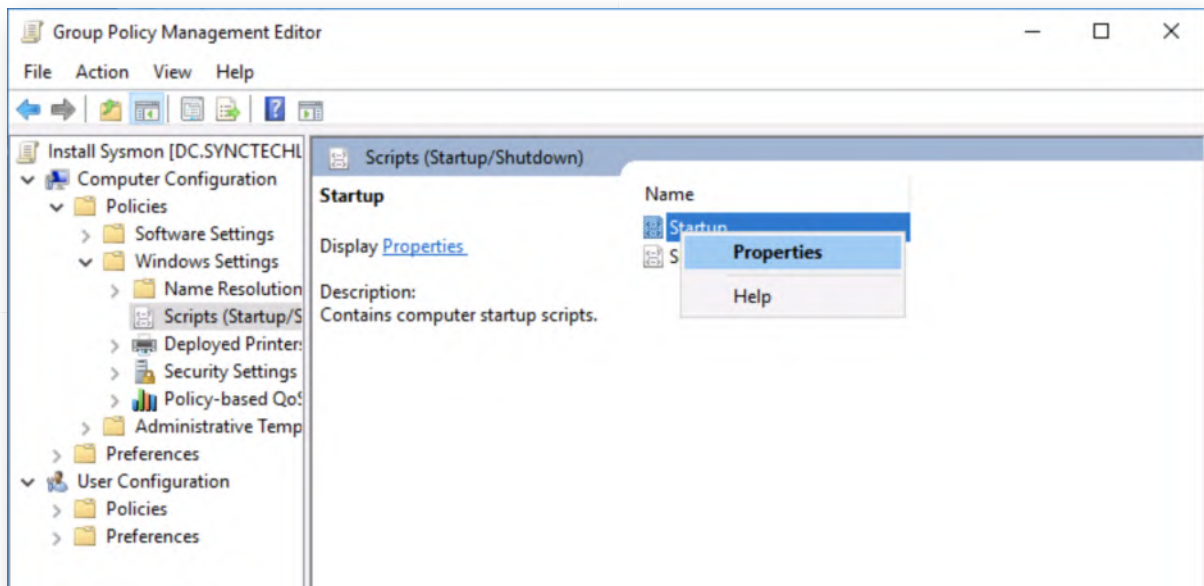 Group Policy Management Editor
File Action View Help
Install Sysmon [DC.SYNCTECHL
Computer Configuration
Policies
Software Settings
Windows Settings
Name Resolution
Scripts (Startup/S
Deployed Printer
Security Settings
Policy-based QoS
Administrative Temp
Preferences
User Configuration
Policies
Preferences
Scripts (Startup/Shutdown)
Startup
Display Properties
Description:
Contains computer startup scripts.
Name
Startup
S
Properties
Help